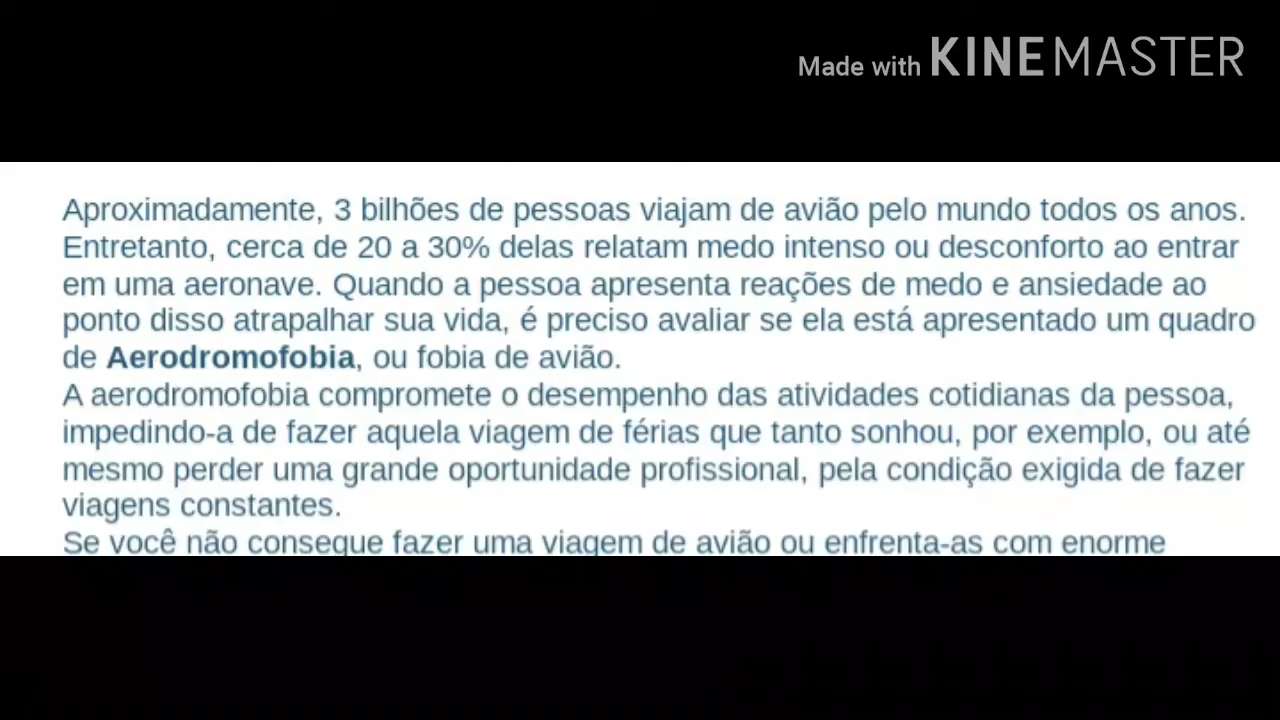 Made with KINEMASTER
Aproximadamente, 3 bilhões de pessoas viajam de avião pelo mundo todos os anos.
Entretanto, cerca de 20 a 30% delas relatam medo intenso ou desconforto ao entrar
em uma aeronave. Quando a pessoa apresenta reações de medo e ansiedade ao
ponto disso atrapalhar sua vida, é preciso avaliar se ela está apresentado um quadro
de Aerodromofobia, ou fobia de avião.
A aerodromofobia compromete o desempenho das atividades cotidianas da pessoa,
impedindo-a de fazer aquela viagem de férias que tanto sonhou, por exemplo, ou até
mesmo perder uma grande oportunidade profissional, pela condição exigida de fazer
viagens constantes.
Se você não consegue fazer uma viagem de avião ou enfrenta-as com enorme